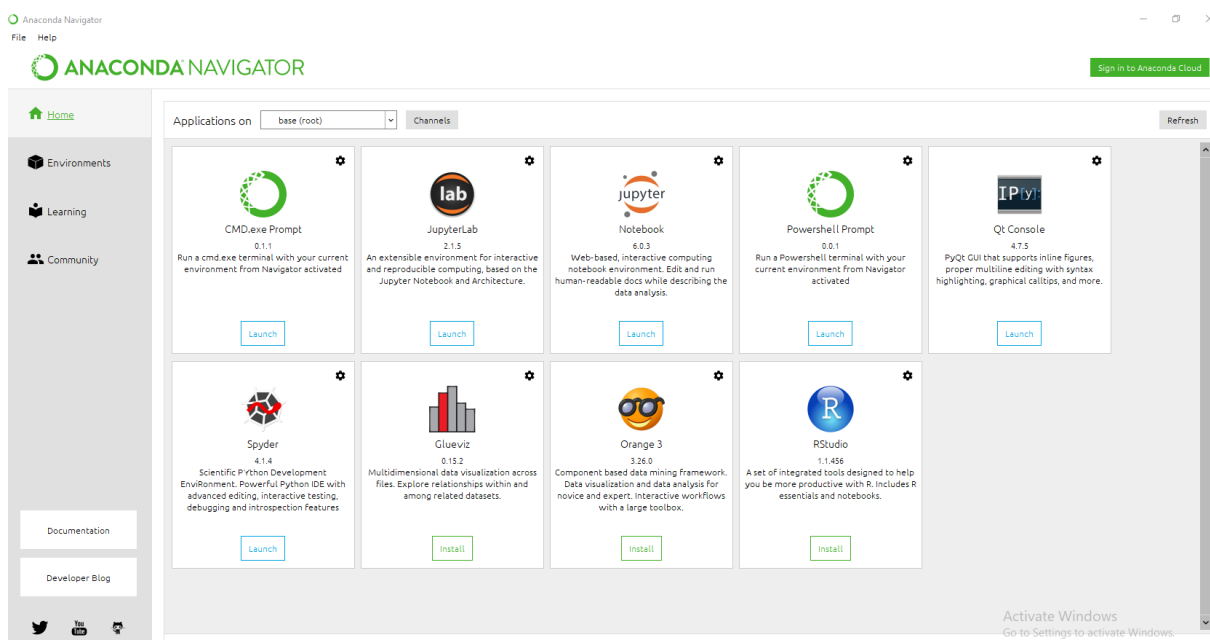 Anaconda Navigator
File Help
ANACONDA NAVIGATOR
Sign in to Anaconda Cloud
Home
Environments
Learning
Community
Documentation
Developer Blog
You
Tube
Applications on base (root) Channels Refresh
CMD.exe Prompt
0.1.1
Run a cmd.exe terminal with your current
environment from Navigator activated
Launch
lab
JupyterLab
2.1.5
An extensible environment for interactive
and reproducible computing, based on the
Jupyter Notebook and Architecture.
Launch
jupyter
Notebook
6.0.3
Web-based, interactive computing
notebook environment. Edit and run
human-readable docs while describing the
data analysis.
Launch
Powershell Prompt
0.0.1
Run a Powershell terminal with your
current environment from Navigator
activated
Launch
IP[y]:
Qt Console
4.7.5
PyQt GUI that supports inline figures,
proper multiline editing with syntax
highlighting, graphical calltips, and more.
Launch
Spyder
4.1.4
Scientific PYthon Development
EnviRonment. Powerful Python IDE with
advanced editing, interactive testing,
debugging and introspection features
Launch
Glueviz
0.15.2
Multidimensional data visualization across
files. Explore relationships within and
among related datasets.
Install
Orange 3
3.26.0
Component based data mining framework.
Data visualization and data analysis for
novice and expert. Interactive workflows
with a large toolbox.
Install
R
RStudio
1.1.456
A set of integrated tools designed to help
you be more productive with R. Includes R
essentials and notebooks.
Install
Activate Windows
Go to Settings to activate Windows.